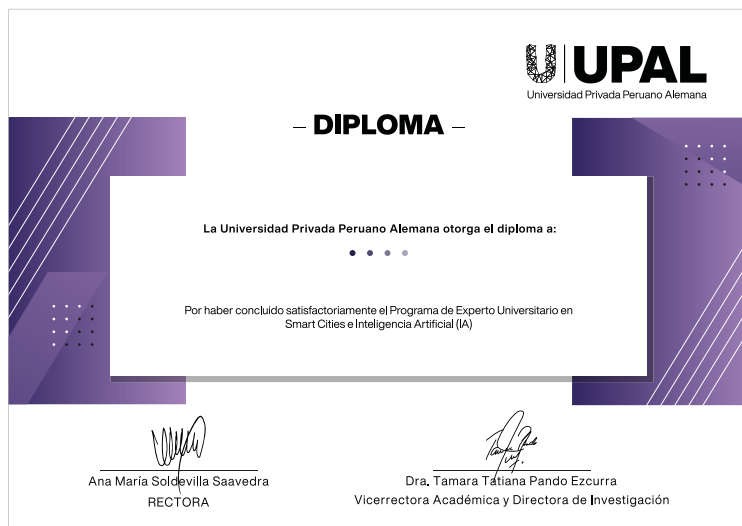 UPAL
Universidad Privada Peruano Alemana
– DIPLOMA –
La Universidad Privada Peruano Alemana otorga el diploma a:
Por haber concluido satisfactoriamente el Programa de Experto Universitario en
Smart Cities e Inteligencia Artificial (IA)
Ana María Soldevilla Saavedra
RECTORA
Dra. Tamara Tatiana Pando Ezcurra
Vicerrectora Académica y Directora de Investigación